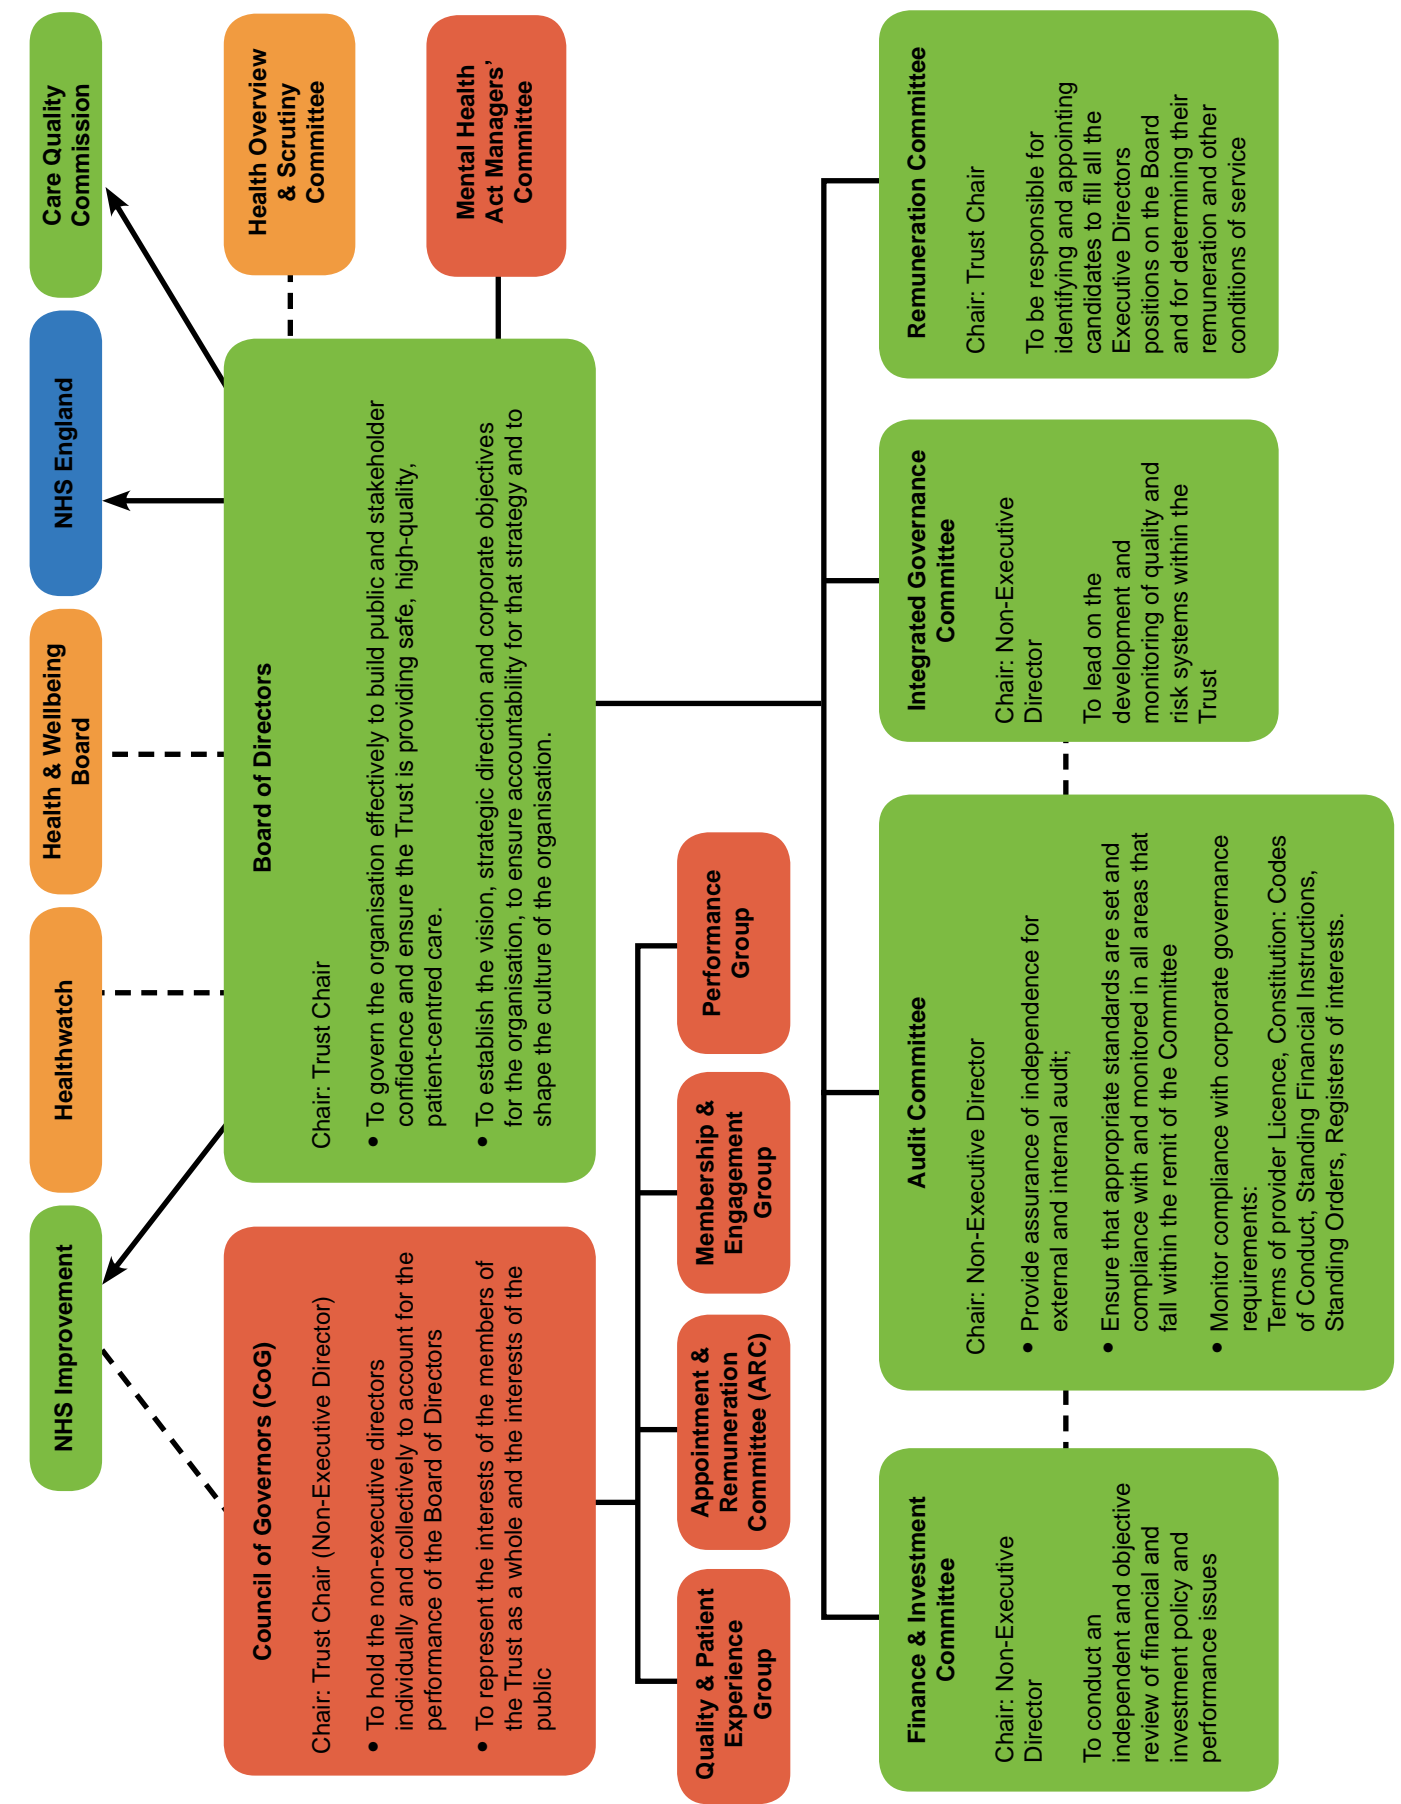 NHS Improvement
Healthwatch
Health & Wellbeing
Board
NHS England
Care Quality
Commission
Council of Governors (CoG)
Chair: Trust Chair (Non-Executive Director)
• To hold the non-executive directors
individually and collectively to account for the
performance of the Board of Directors
• To represent the interests of the members of
the Trust as a whole and the interests of the
public
Board of Directors
Chair: Trust Chair
• To govern the organisation effectively to build public and stakeholder
confidence and ensure the Trust is providing safe, high-quality,
patient-centred care.
• To establish the vision, strategic direction and corporate objectives
for the organisation, to ensure accountability for that strategy and to
shape the culture of the organisation.
Health Overview
& Scrutiny
Committee
Mental Health
Act Managers’
Committee
Quality & Patient
Experience
Group
Appointment &
Remuneration
Committee (ARC)
Membership &
Engagement
Group
Performance
Group
Finance & Investment
Committee
Chair: Non-Executive
Director
To conduct an
independent and objective
review of financial and
investment policy and
performance issues
Audit Committee
Chair: Non-Executive Director
• Provide assurance of independence for
external and internal audit;
• Ensure that appropriate standards are set and
compliance with and monitored in all areas that
fall within the remit of the Committee
• Monitor compliance with corporate governance
requirements:
Terms of provider Licence, Constitution: Codes
of Conduct, Standing Financial Instructions,
Standing Orders, Registers of interests.
Integrated Governance
Committee
Chair: Non-Executive
Director
To lead on the
development and
monitoring of quality and
risk systems within the
Trust
Remuneration Committee
Chair: Trust Chair
To be responsible for
identifying and appointing
candidates to fill all the
Executive Directors
positions on the Board
and for determining their
remuneration and other
conditions of service